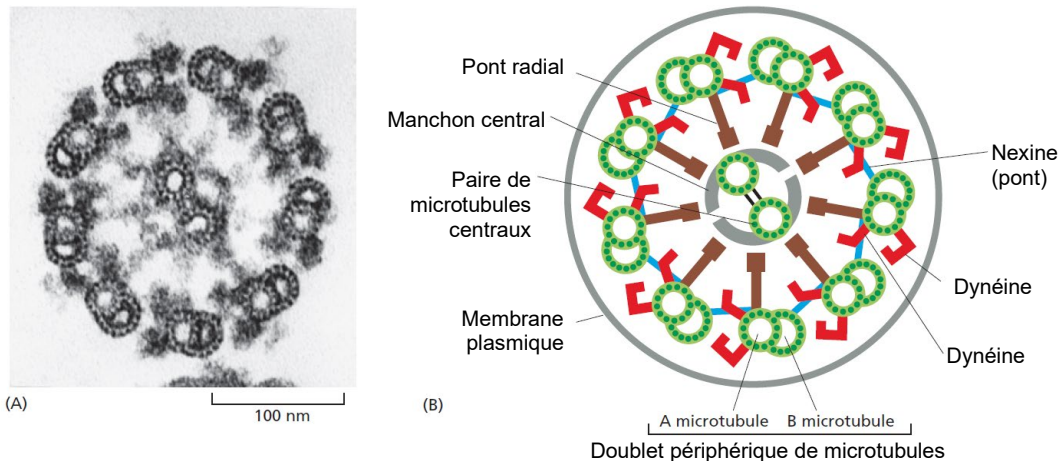 Pont radial
Manchon central
Paire de
microtubules
centraux
Membrane
plasmique
Nexine
(pont)
Dynéine
Dynéine
(A)
100 nm
(B)
A microtubule B microtubule
Doublet périphérique de microtubules